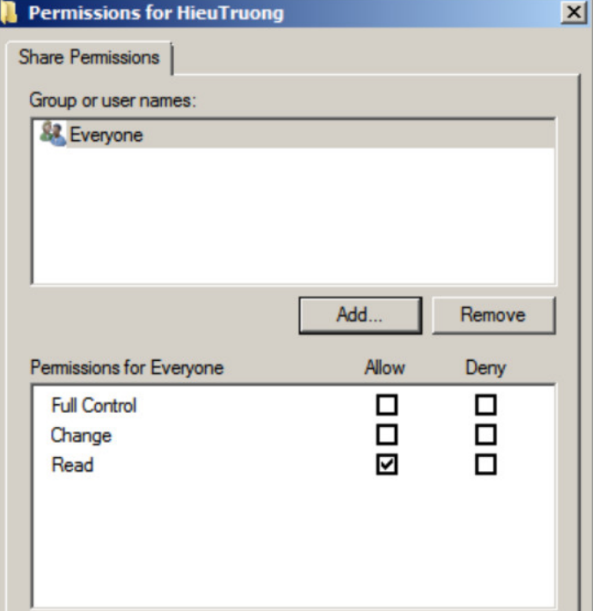 Permissions for HieuTruong
Share Permissions
Group or user names:
Everyone
Add... Remove
Permissions for Everyone Allow Deny
Full Control
Change
Read